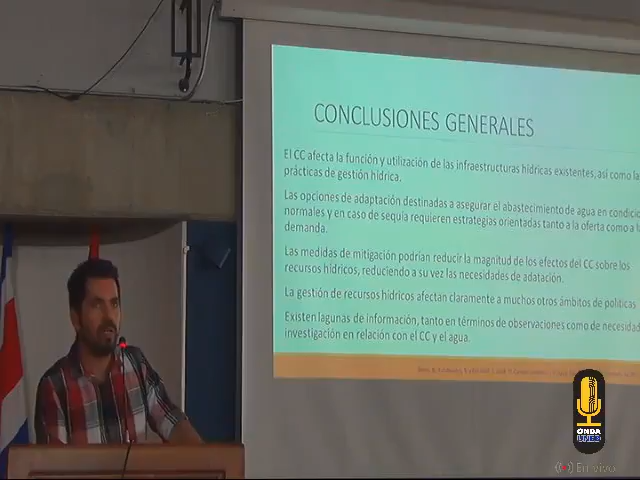 CONCLUSIONES GENERALES
El CC afecta la función y utilización de las infraestructuras hídricas existentes, así como la
prácticas de gestión hídrica.
Las opciones de adaptación destinadas a asegurar el abastecimiento de agua en condicio
normales y en caso de sequía requieren estrategias orientadas tanto a la oferta como a l
demanda.
Las medidas de mitigación podrían reducir la magnitud de los efectos del CC sobre los
recursos hídricos, reduciendo a su vez las necesidades de adatación.
La gestión de recursos hídricos afectan claramente a muchos otros ámbitos de políticas
Existen lagunas de información, tanto en términos de observaciones como de necesidad
investigación en relación con el CC y el agua.
ONDA
UNED
En vivo